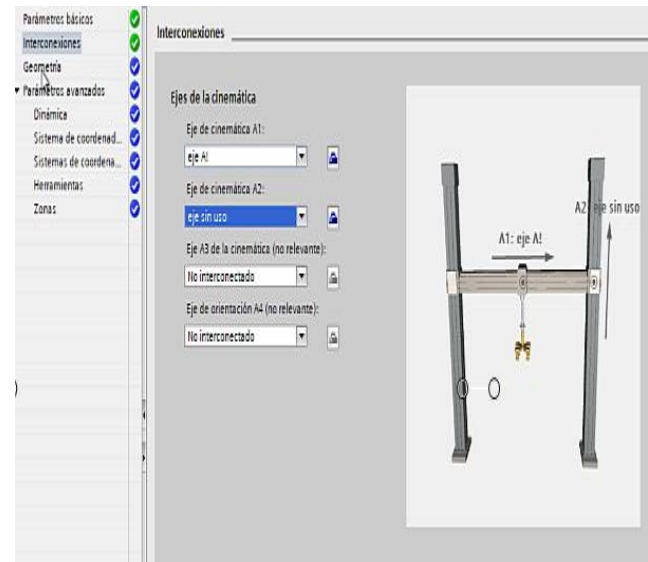 Parámetros básicos
Interconexiones
Geometría
Parámetros avanzados
Dinámica
Sistema de coordenad...
Sistemas de coordena...
Herramientas
Zonas
Interconexiones
Ejes de la cinemática
Eje de cinemática A1:
eje A!
Eje de cinemática A2:
eje sin uso
Eje A3 de la cinemática (no relevante):
No interconectado
Eje de orientación A4 (no relevante):
No interconectado
A2: eje sin uso
A1: eje A!